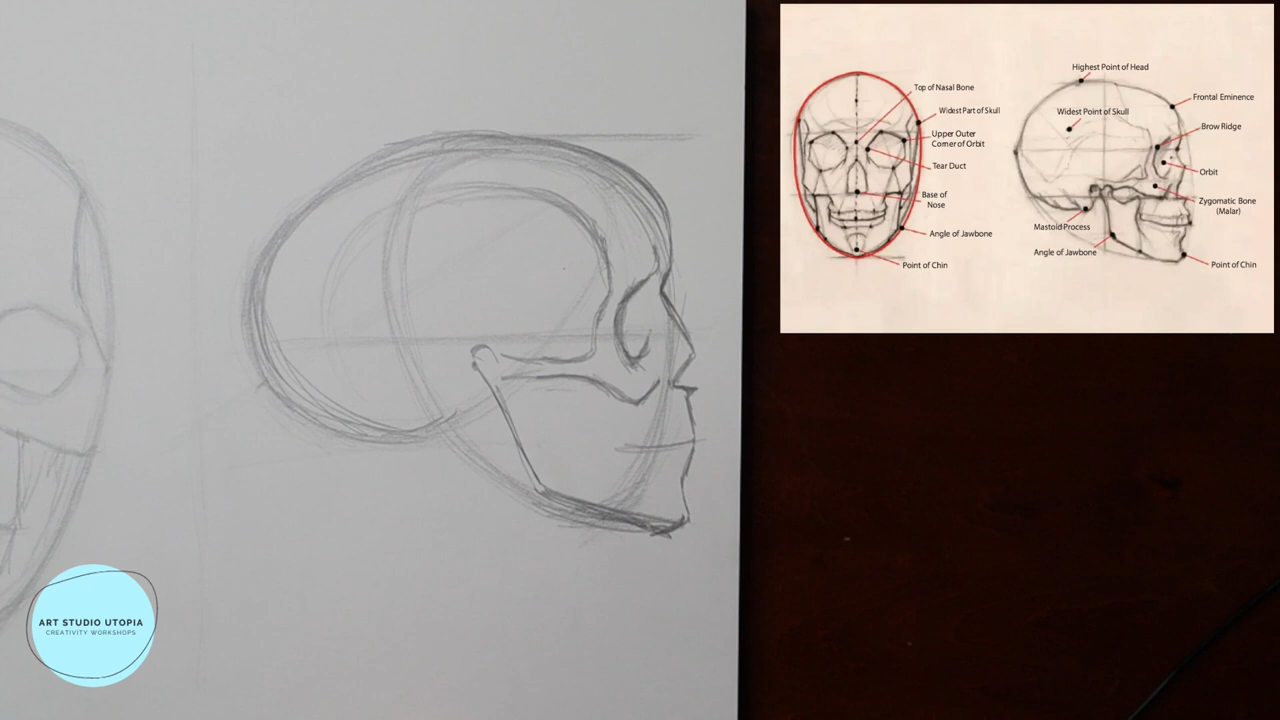 Top of Nasal Bone
Widest Part of Skull
Upper Outer
Corner of Orbit
Tear Duct
Base of
Nose
Angle of Jawbone
Point of Chin
Highest Point of Head
Frontal Eminence
Widest Point of Skull
Brow Ridge
Orbit
Zygomatic Bone
(Malar)
Mastoid Process
Angle of Jawbone
Point of Chin
ART STUDIO UTOPIA
CREATIVITY WORKSHOPS